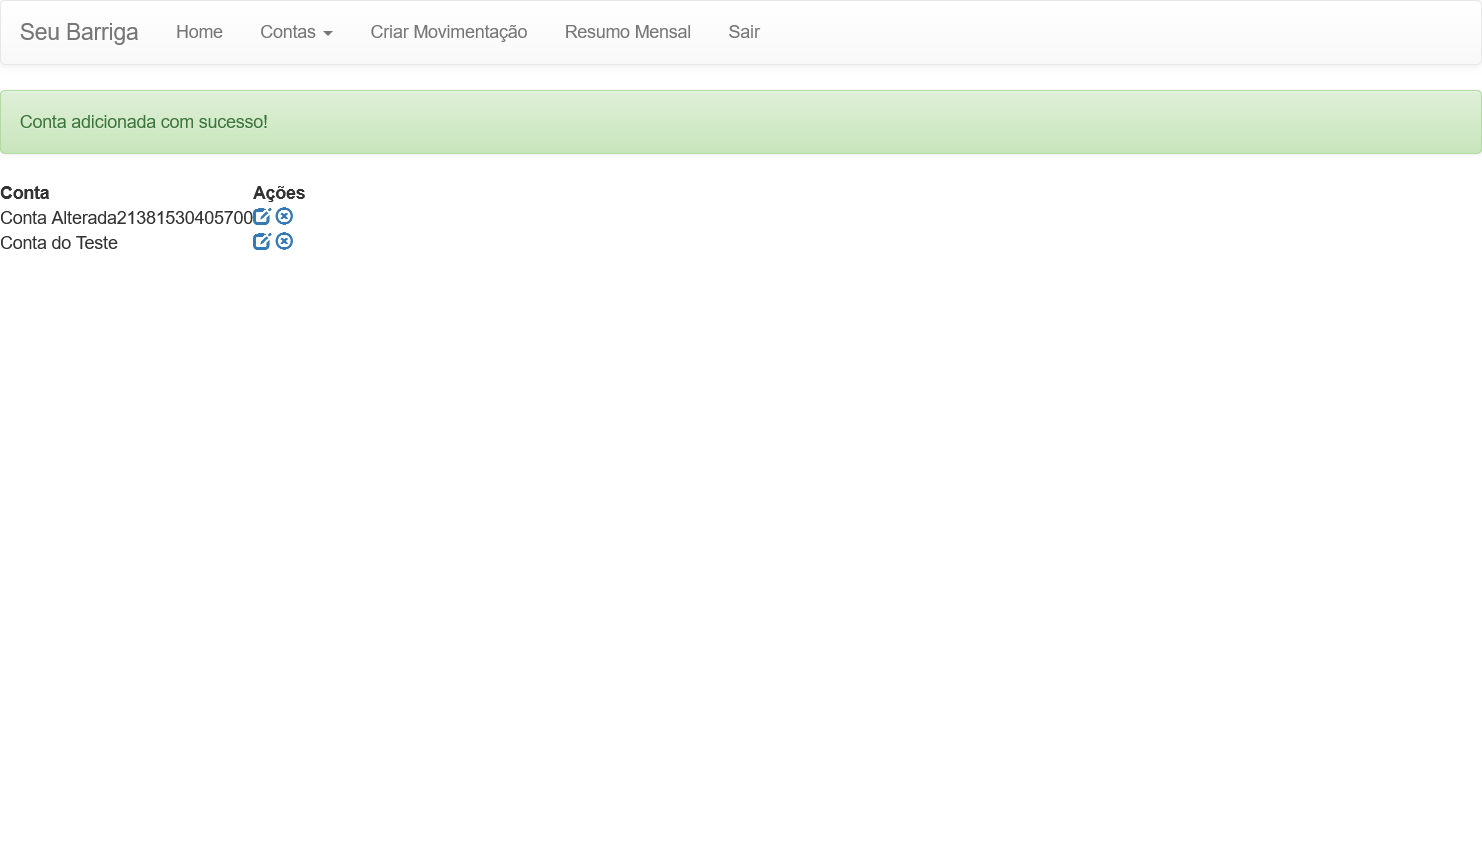 Seu Barriga Home Contas Criar Movimentação Resumo Mensal Sair
Conta adicionada com sucesso!
Conta Ações
Conta Alterada21381530405700
Conta do Teste